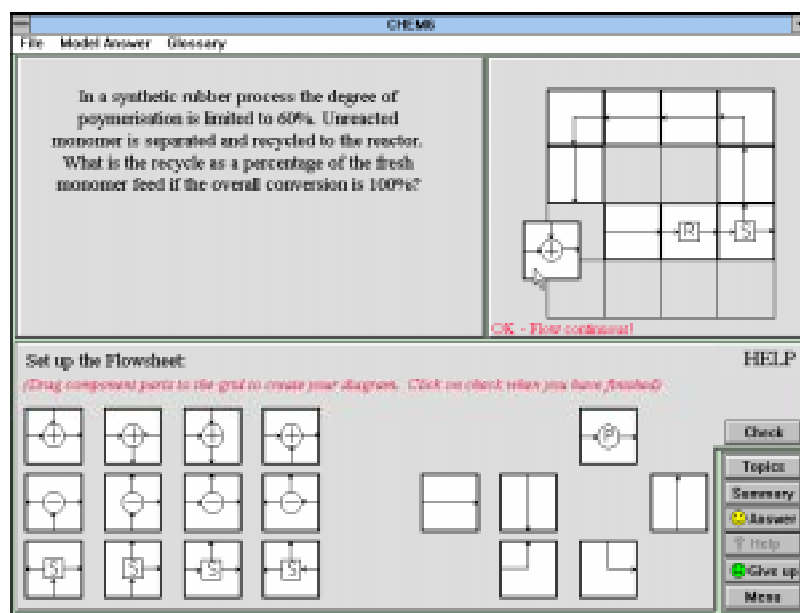 CHEM6
File Model Answer Glossary
In a synthetic rubber process the degree of
poymerisation is limited to 60%. Unreacted
monomer is separated and recycled to the reactor.
What is the recycle as a percentage of the fresh
monomer feed if the overall conversion is 100%?
R S
OK - Flow continuous!
Set up the Flowsheet
HELP
(Drag component parts to the grid to create your diagram. Click on check when you have finished)
P
Check
Topics
Summary
Answer
S S S S
? Help
Give up
Menu